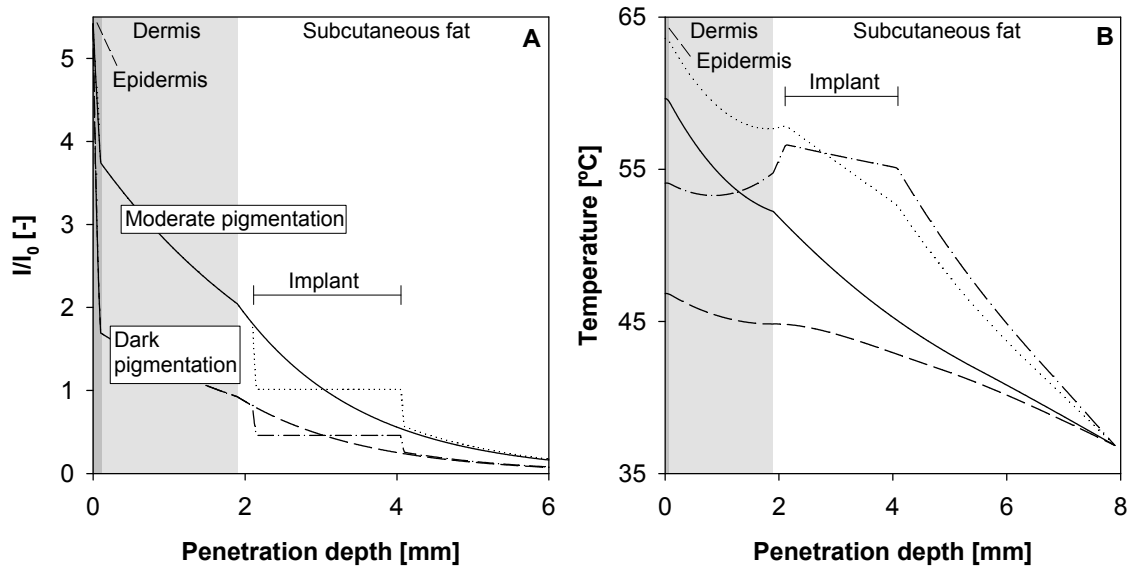 Dermis
Subcutaneous fat
A
Epidermis
Moderate pigmentation
Implant
Dark
pigmentation
5
4
3
2
1
0
I/I0 [-]
0 2 4 6
Penetration depth [mm]
Dermis
Subcutaneous fat
B
Epidermis
Implant
65
55
45
35
Temperature [ºC]
0 2 4 6 8
Penetration depth [mm]